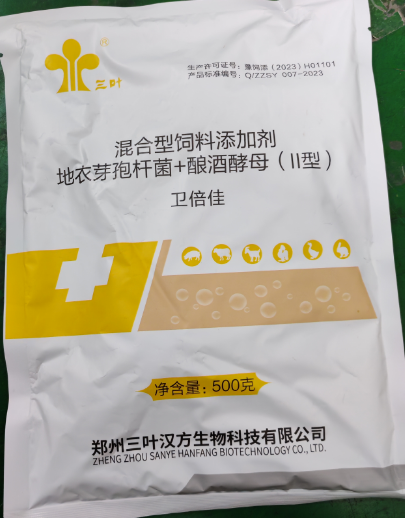 三叶
生产许可证号：豫饲添（2023）H01101
产品标准编号：Q/ZZSY 007-2023
混合型饲料添加剂
地衣芽孢杆菌+酿酒酵母（II型）
卫倍佳
净含量：500克
郑州三叶汉方生物科技有限公司
ZHENG ZHOU SANYE HANFANG BIOTECHNOLOGY CO., LTD.